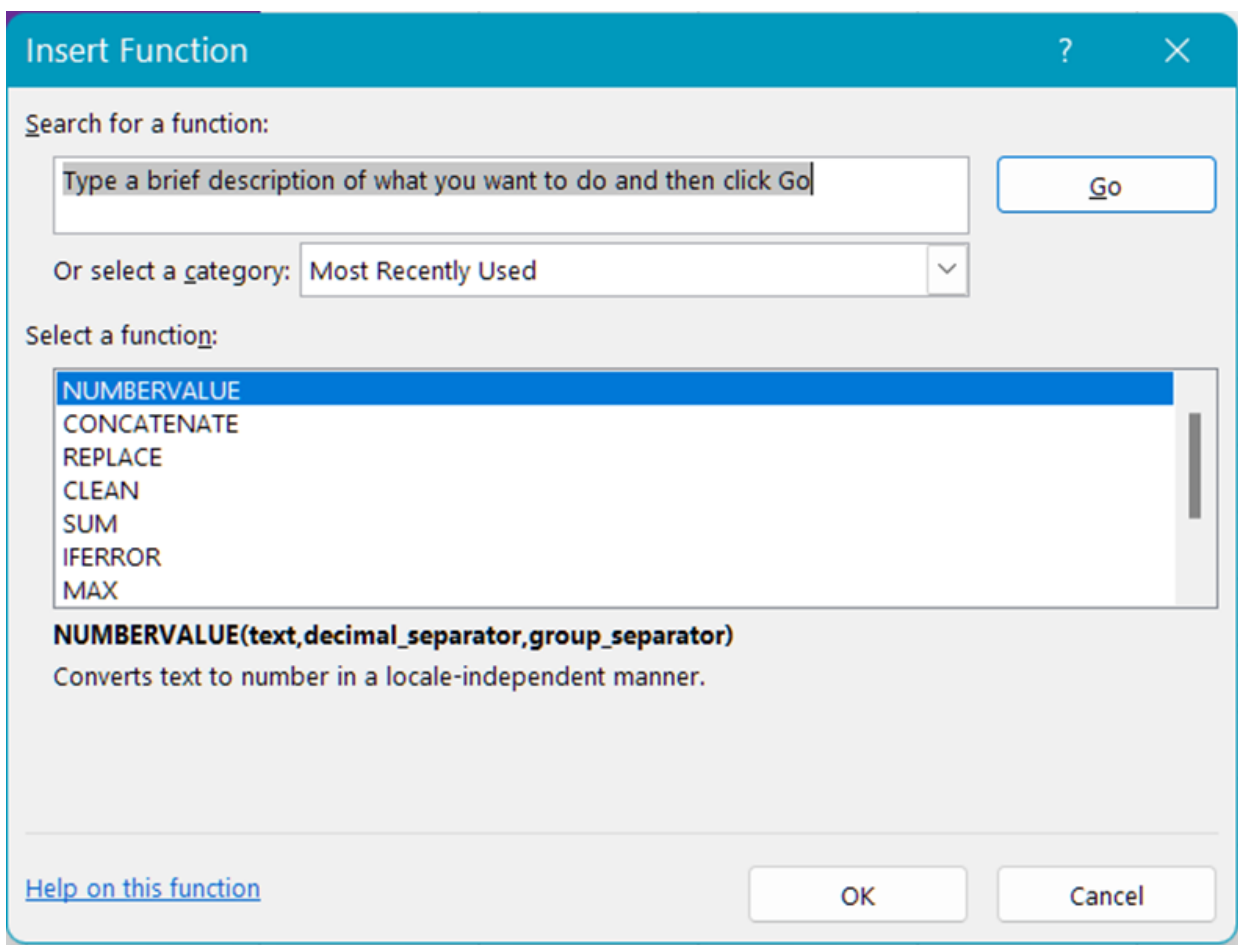 Insert Function
?
Search for a function:
Type a brief description of what you want to do and then click Go
Go
Or select a category: Most Recently Used
Select a function:
NUMBERVALUE
CONCATENATE
REPLACE
CLEAN
SUM
IFERROR
MAX
NUMBERVALUE(text,decimal_separator,group_separator)
Converts text to number in a locale-independent manner.
Help on this function
OK
Cancel